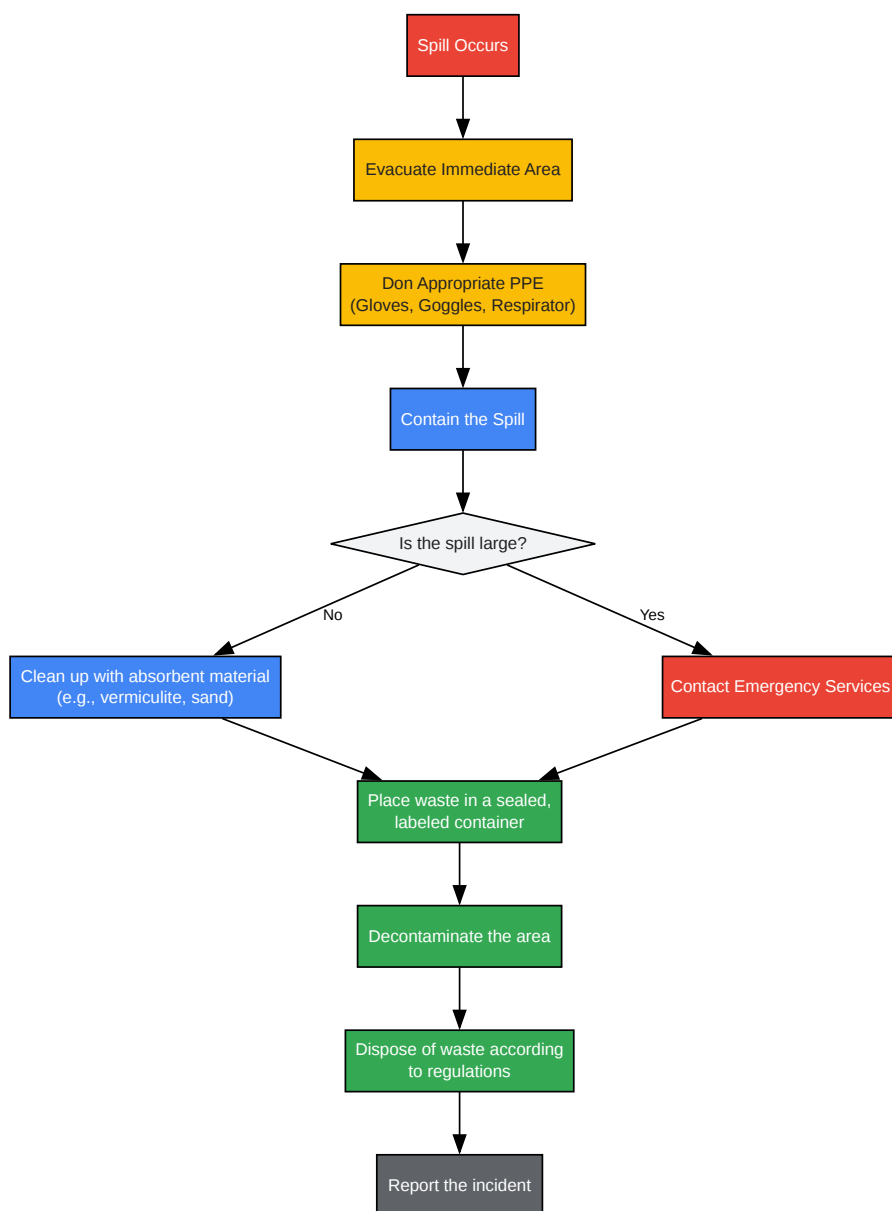 Spill Occurs
Evacuate Immediate Area
Don Appropriate PPE
(Gloves, Goggles, Respirator)
Contain the Spill
Is the spill large?
No
Yes
Clean up with absorbent material
(e.g., vermiculite, sand)
Contact Emergency Services
Place waste in a sealed,
labeled container
Decontaminate the area
Dispose of waste according
to regulations
Report the incident